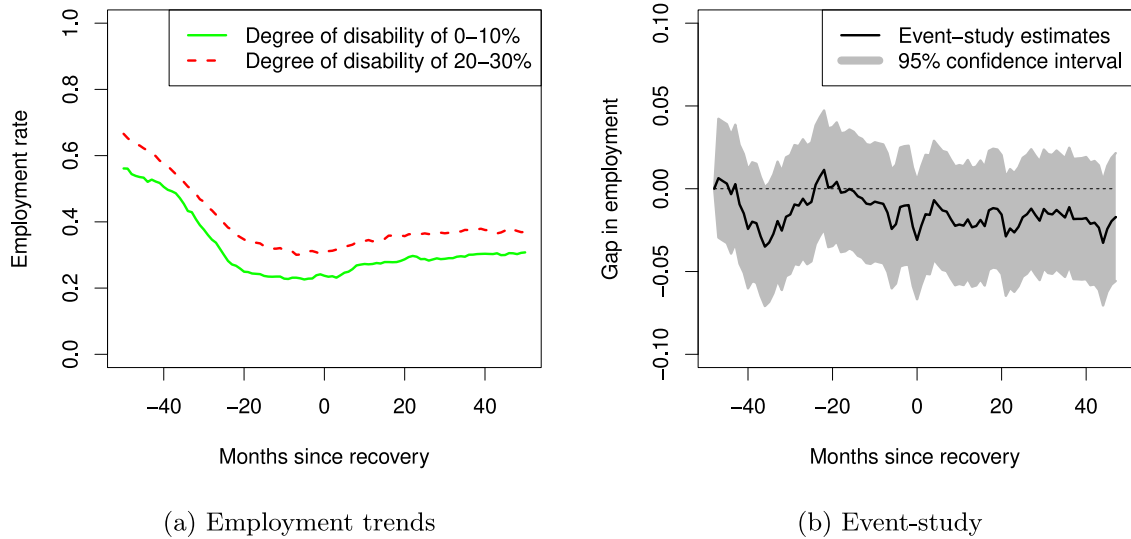 Degree of disability of 0−10%
Degree of disability of 20−30%
Employment rate
0.0 0.2 0.4 0.6 0.8 1.0
−40 −20 0 20 40
Months since recovery
(a) Employment trends
Event−study estimates
95% confidence interval
Gap in employment
−0.10 −0.05 0.00 0.05 0.10
−40 −20 0 20 40
Months since recovery
(b) Event-study